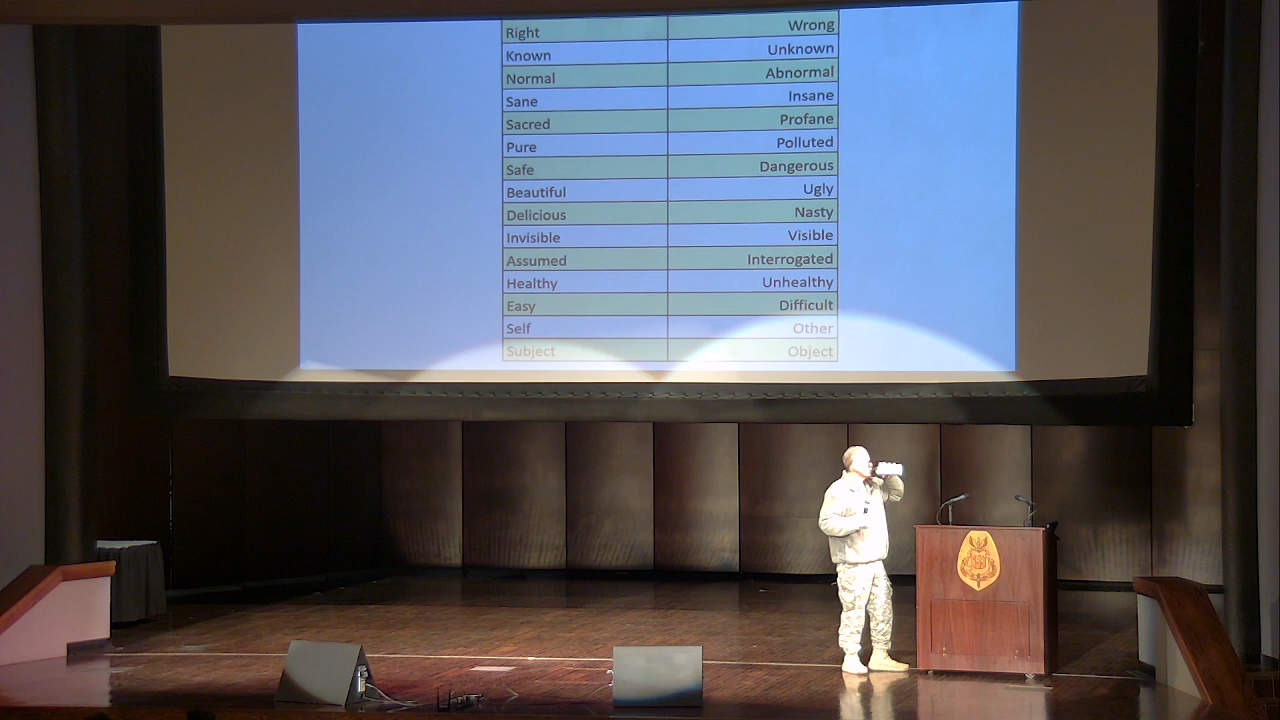 Right Wrong
Known Unknown
Normal Abnormal
Sane Insane
Sacred Profane
Pure Polluted
Safe Dangerous
Beautiful Ugly
Delicious Nasty
Invisible Visible
Assumed Interrogated
Healthy Unhealthy
Easy Difficult
Self Other
Subject Object